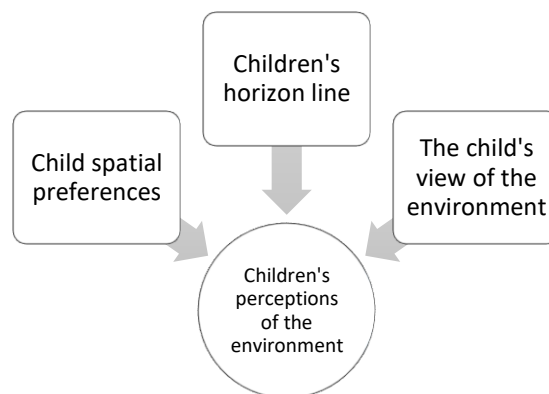 Children's
horizon line
Child spatial
preferences
The child's
view of the
environment
Children's
perceptions
of the
environment